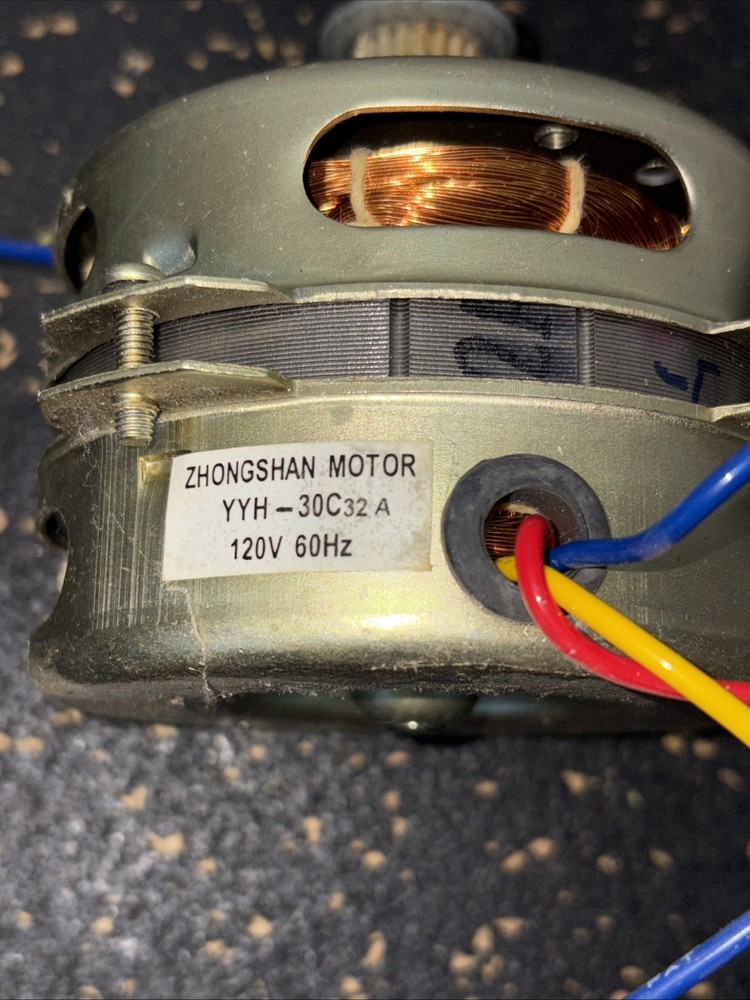 ZHONGSHAN MOTOR
YYH-30C32 A
120V 60Hz